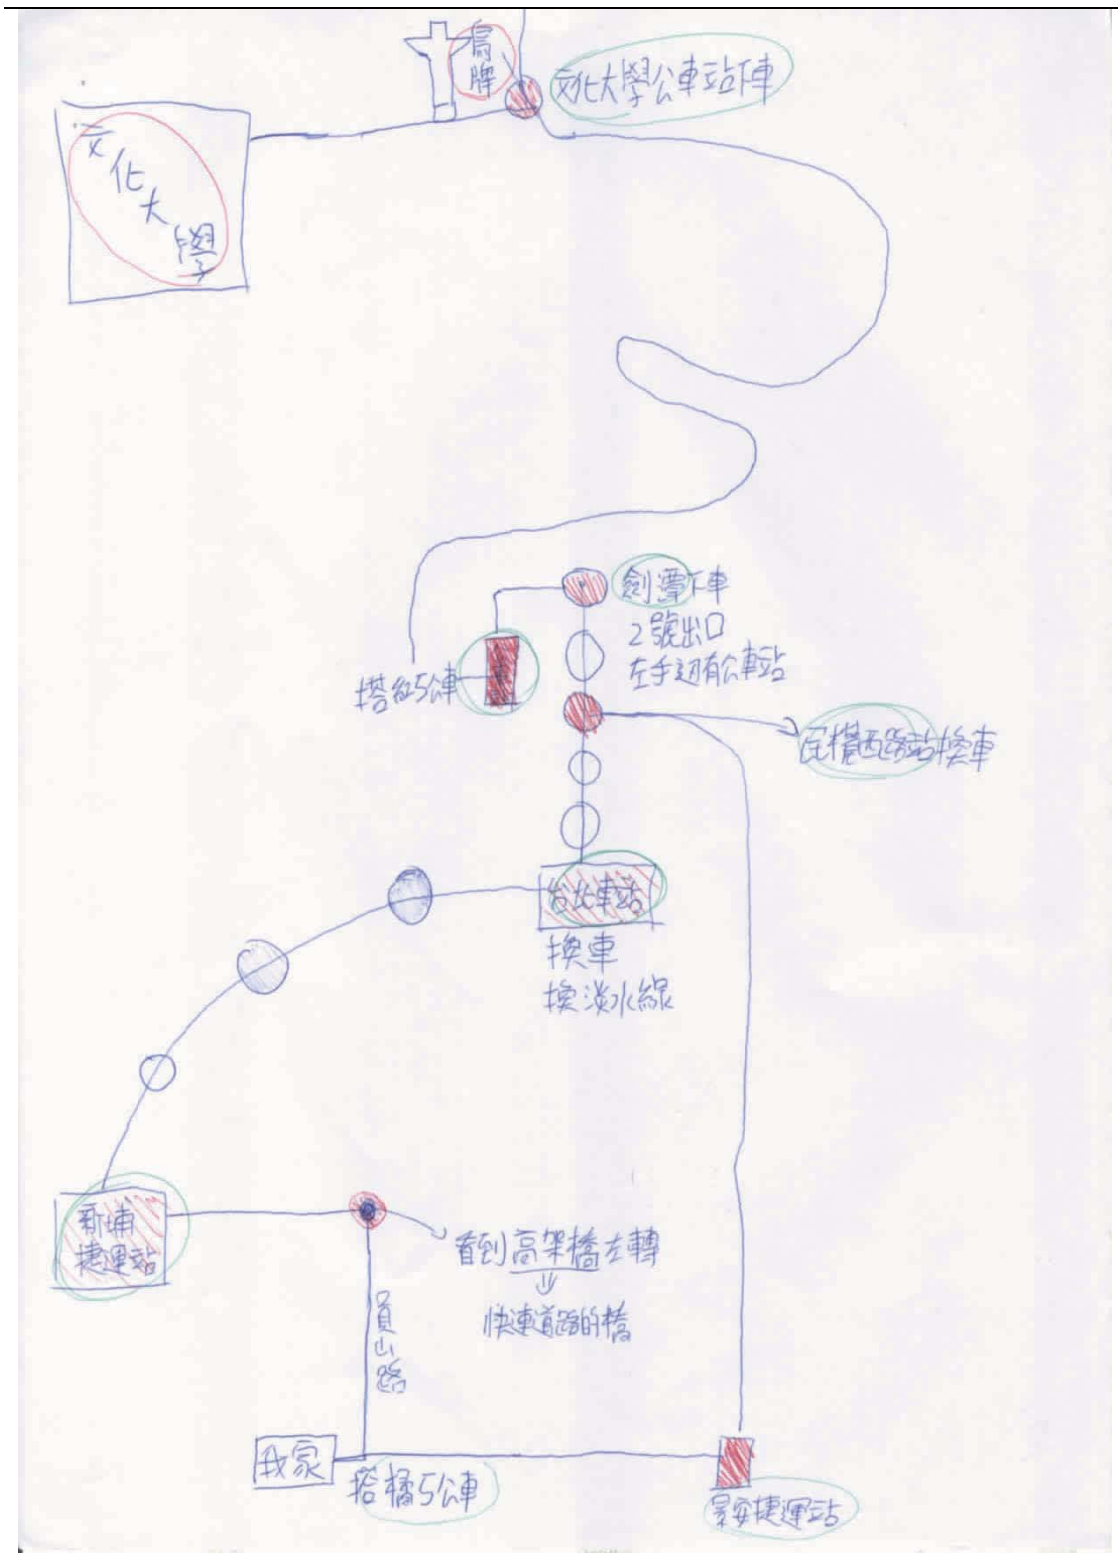 文化大學公車站下車
文化大學
劍潭下車
2號出口
左手边有公車站
搭紅5公車
民權西路站換車
台北車站
換車
換淡水線
新埔
捷運站
看到高架橋左轉
快速道路的橋
員山路
我家
搭橘5公車
景安捷運站